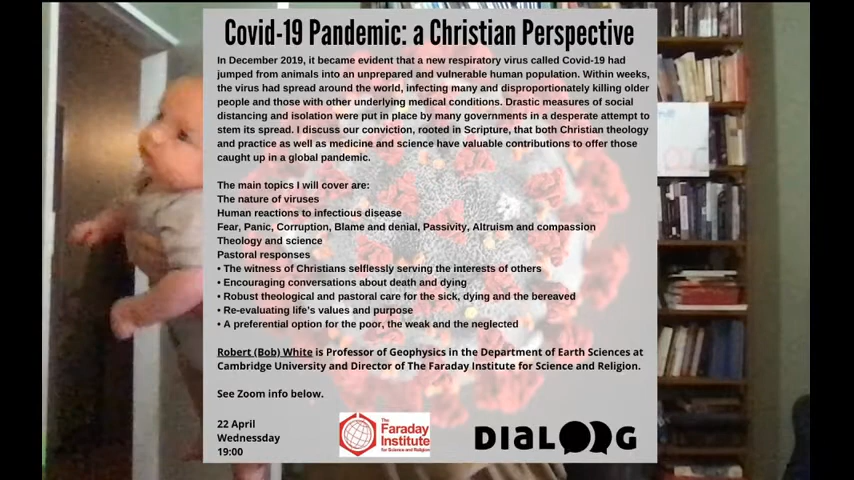 Covid-19 Pandemic: a Christian Perspective
In December 2019, it became evident that a new respiratory virus called Covid-19 had
jumped from animals into an unprepared and vulnerable human population. Within weeks,
the virus had spread around the world, infecting many and disproportionately killing older
people and those with other underlying medical conditions. Drastic measures of social
distancing and isolation were put in place by many governments in a desperate attempt to
stem its spread. I discuss our conviction, rooted in Scripture, that both Christian theology
and practice as well as medicine and science have valuable contributions to offer those
caught up in a global pandemic.
The main topics I will cover are:
The nature of viruses
Human reactions to infectious disease
Fear, Panic, Corruption, Blame and denial, Passivity, Altruism and compassion
Theology and science
Pastoral responses
• The witness of Christians selflessly serving the interests of others
• Encouraging conversations about death and dying
• Robust theological and pastoral care for the sick, dying and the bereaved
• Re-evaluating life's values and purpose
• A preferential option for the poor, the weak and the neglected
Robert (Bob) White is Professor of Geophysics in the Department of Earth Sciences at
Cambridge University and Director of The Faraday Institute for Science and Religion.
See Zoom info below.
22 April
Wednessday
19:00
The
Faraday
Institute
for Science and Religion
DIALOOG